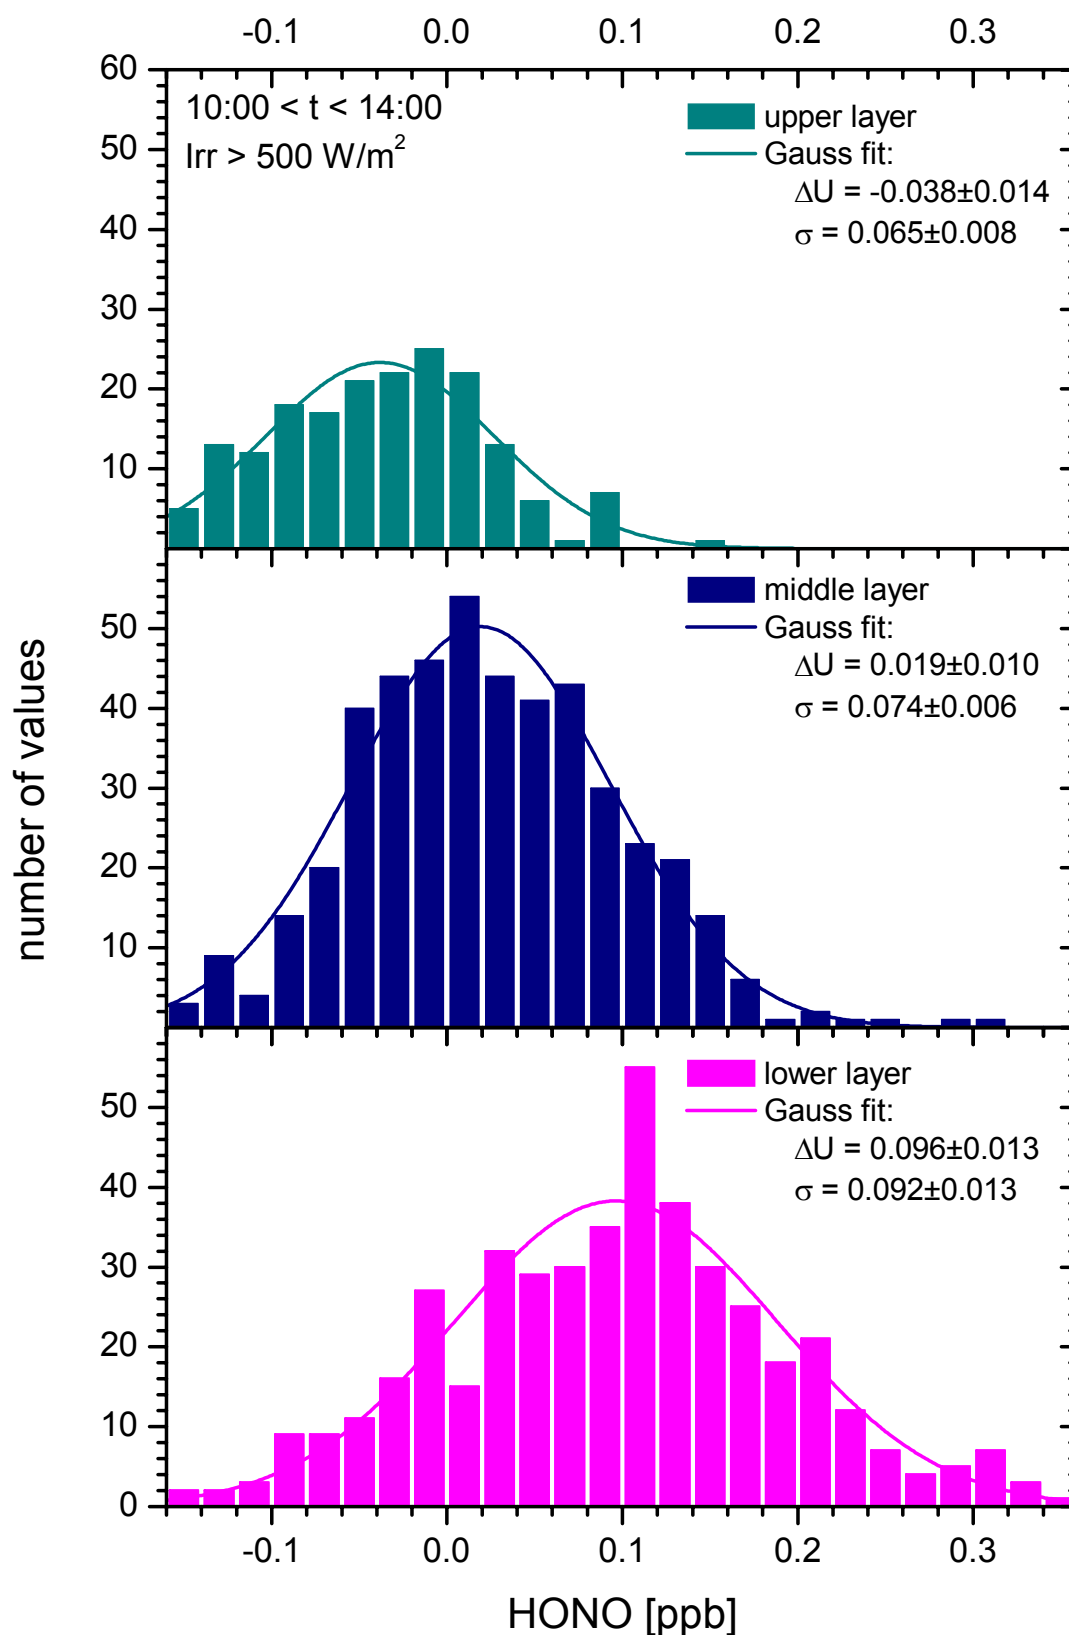 -0.1 0.0 0.1 0.2 0.3
60
50
40
30
20
10
10:00 < t < 14:00
Irr > 500 W/m²
upper layer
Gauss fit:
ΔU = -0.038±0.014
σ = 0.065±0.008
50
40
30
20
10
middle layer
Gauss fit:
ΔU = 0.019±0.010
σ = 0.074±0.006
number of values
50
40
30
20
10
0
lower layer
Gauss fit:
ΔU = 0.096±0.013
σ = 0.092±0.013
-0.1 0.0 0.1 0.2 0.3
HONO [ppb]